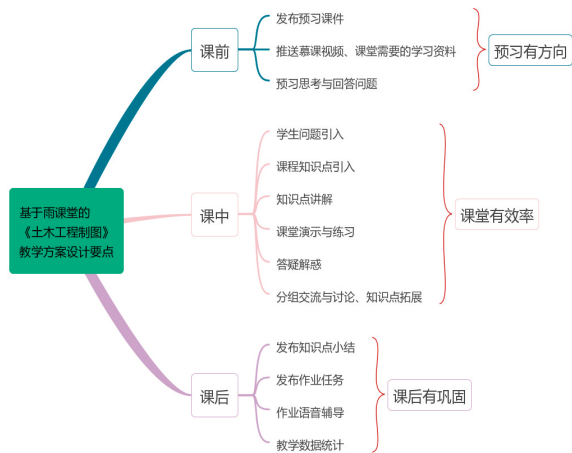 基于雨课堂的
《土木工程制图》
教学方案设计要点
课前
发布预习课件
推送慕课视频、课堂需要的学习资料
预习思考与回答问题
预习有方向
课中
学生问题引入
课程知识点引入
知识点讲解
课堂演示与练习
答疑解惑
分组交流与讨论、知识点拓展
课堂有效率
课后
发布知识点小结
发布作业任务
作业语音辅导
教学数据统计
课后有巩固